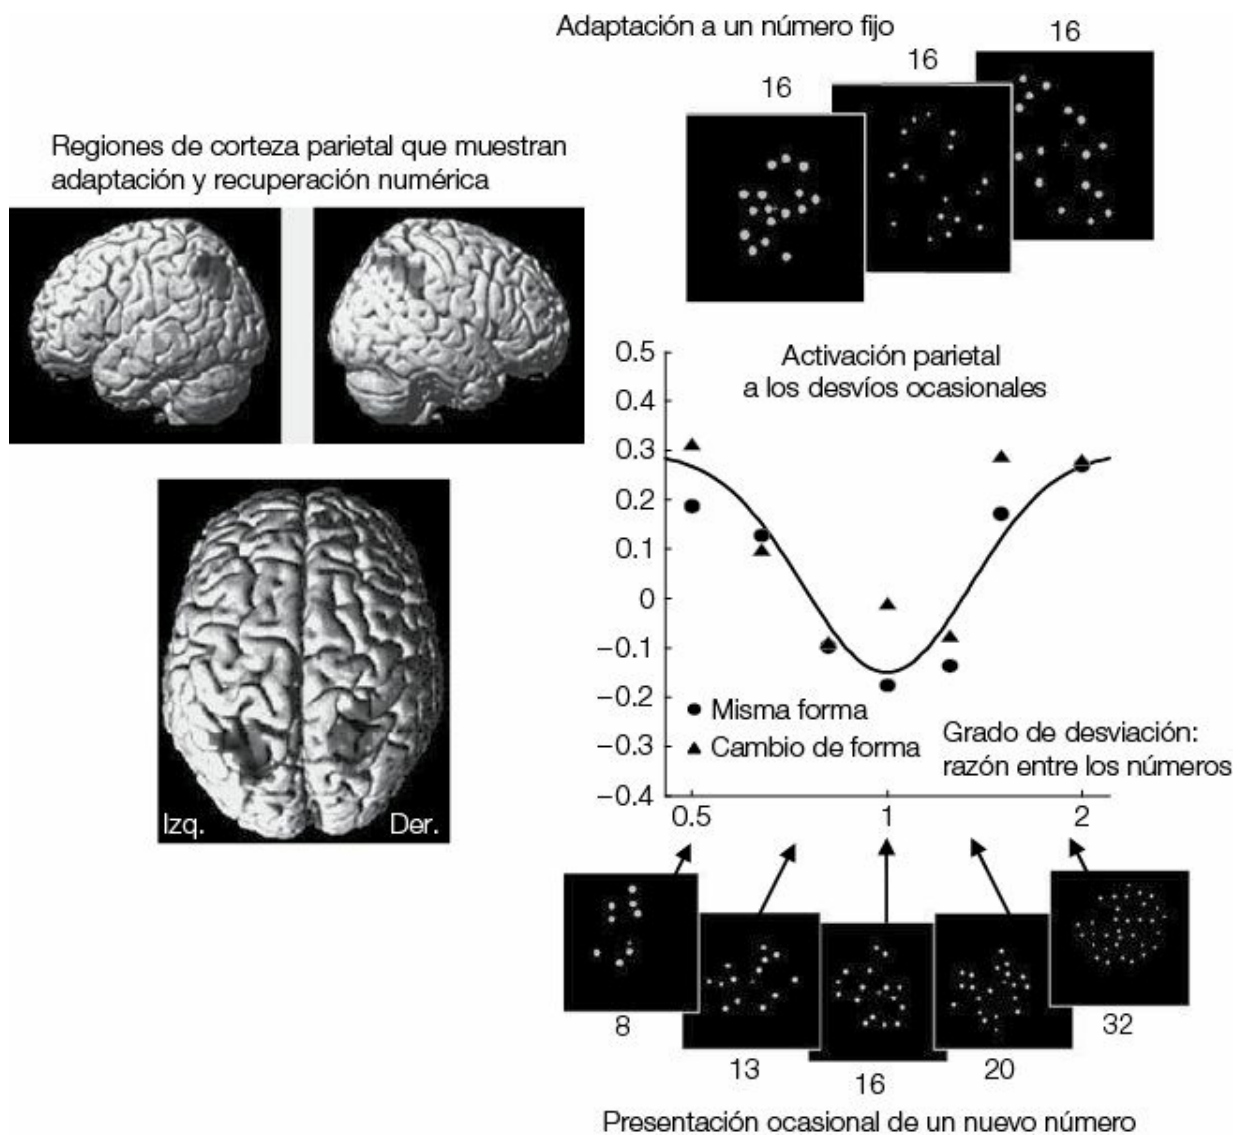 Adaptación a un número fijo
16
16
16
Regiones de corteza parietal que muestran
adaptación y recuperación numérica
Izq.
Der.
Activación parietal
a los desvíos ocasionales
0.5
0.4
0.3
0.2
0.1
0
−0.1
−0.2
−0.3
−0.4
Misma forma
Cambio de forma
Grado de desviación:
razón entre los números
0.5
1
2
8
13
16
20
32
Presentación ocasional de un nuevo número